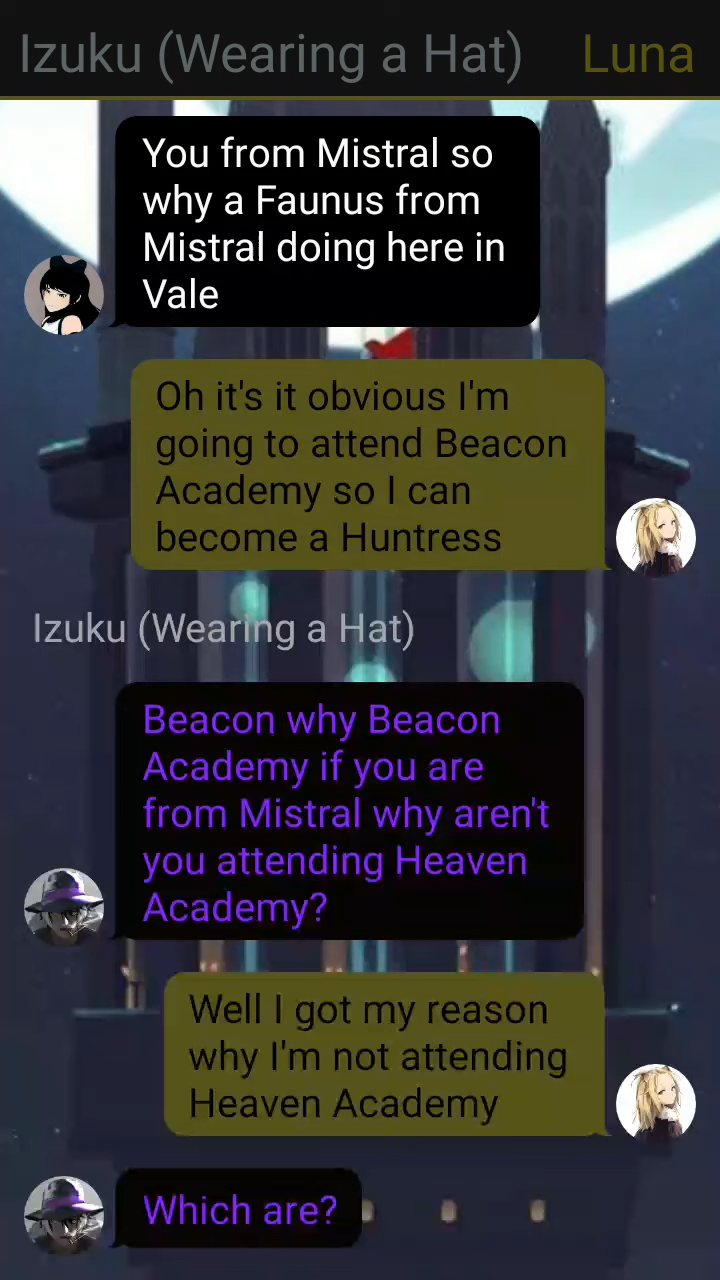 Izuku (Wearing a Hat) Luna
You from Mistral so
why a Faunus from
Mistral doing here in
Vale
Oh it's it obvious I'm
going to attend Beacon
Academy so I can
become a Huntress
Izuku (Wearing a Hat)
Beacon why Beacon
Academy if you are
from Mistral why aren't
you attending Heaven
Academy?
Well I got my reason
why I'm not attending
Heaven Academy
Which are?